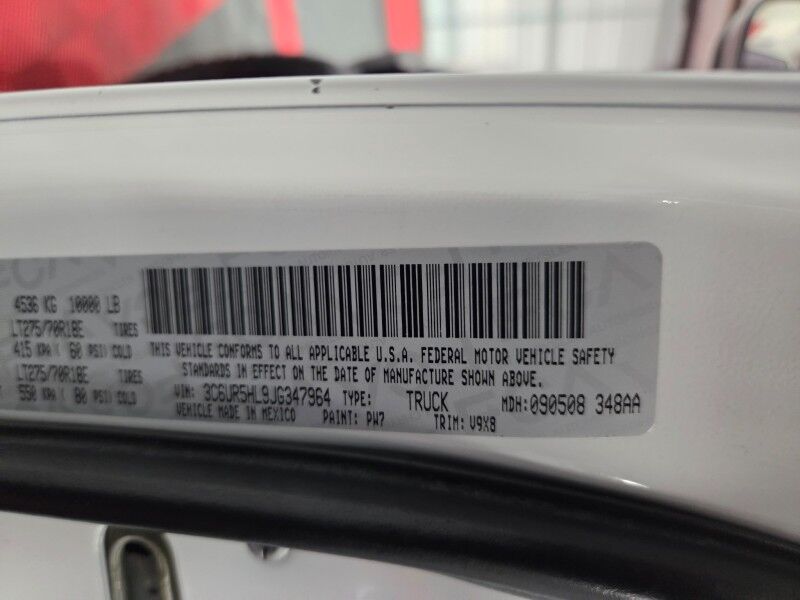 4536 KG 10000 LB
LT275/70R18E TIRES
415 KPA ( 60 PSI) COLD
LT275/70R18E TIRES
550 KPA ( 80 PSI) COLD
THIS VEHICLE CONFORMS TO ALL APPLICABLE U.S.A. FEDERAL MOTOR VEHICLE SAFETY
STANDARDS IN EFFECT ON THE DATE OF MANUFACTURE SHOWN ABOVE.
VIN: 3C6UR5HL9JG347964 TYPE: TRUCK MDH: 090508 348AA
VEHICLE MADE IN MEXICO PAINT: PW7 TRIM: V9X8